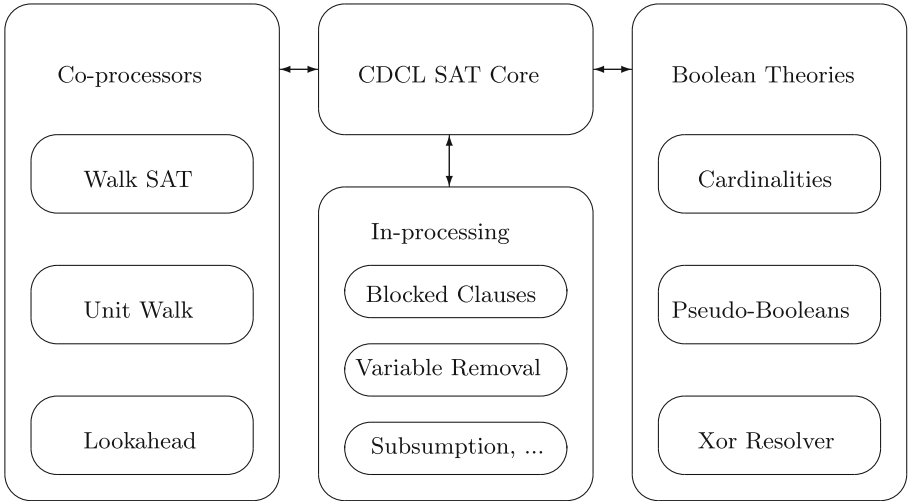 Co-processors
Walk SAT
Unit Walk
Lookahead
CDCL SAT Core
In-processing
Blocked Clauses
Variable Removal
Subsumption, ...
Boolean Theories
Cardinalities
Pseudo-Booleans
Xor Resolver